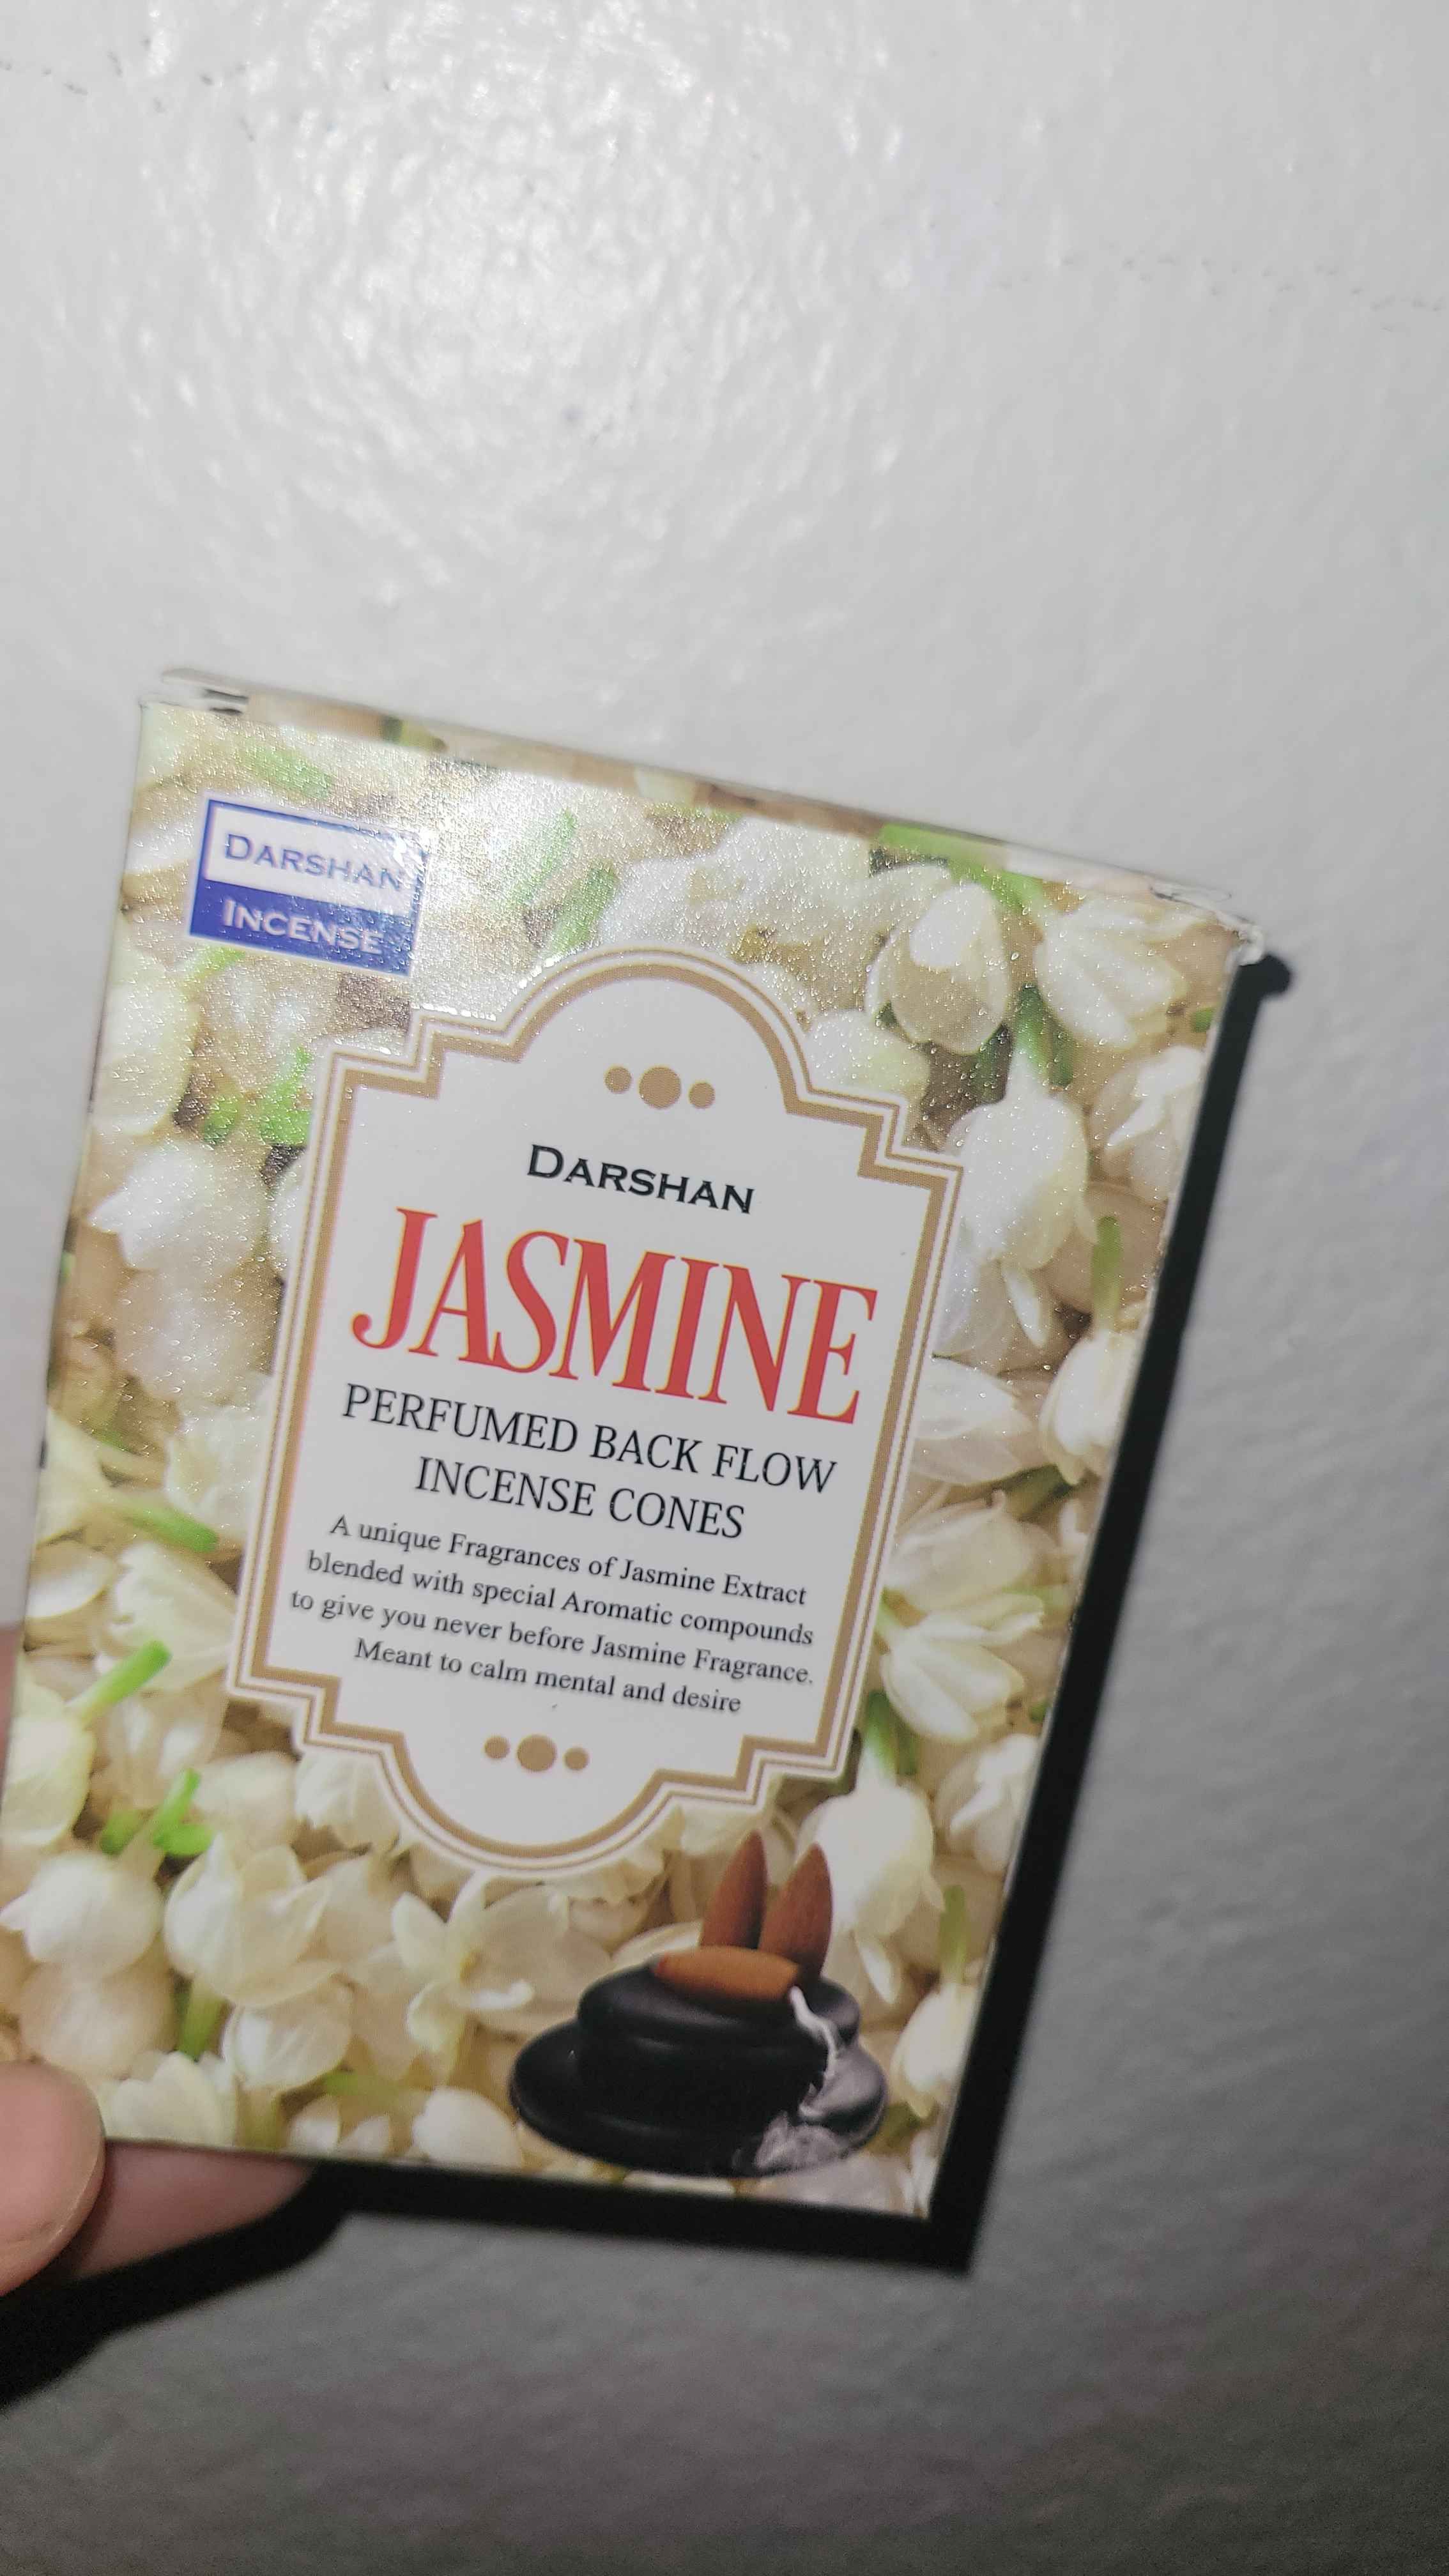 DARSHAN
INCENSE
DARSHAN
JASMINE
PERFUMED BACK FLOW
INCENSE CONES
A unique Fragrances of Jasmine Extract
blended with special Aromatic compounds
to give you never before Jasmine Fragrance.
Meant to calm mental and desire